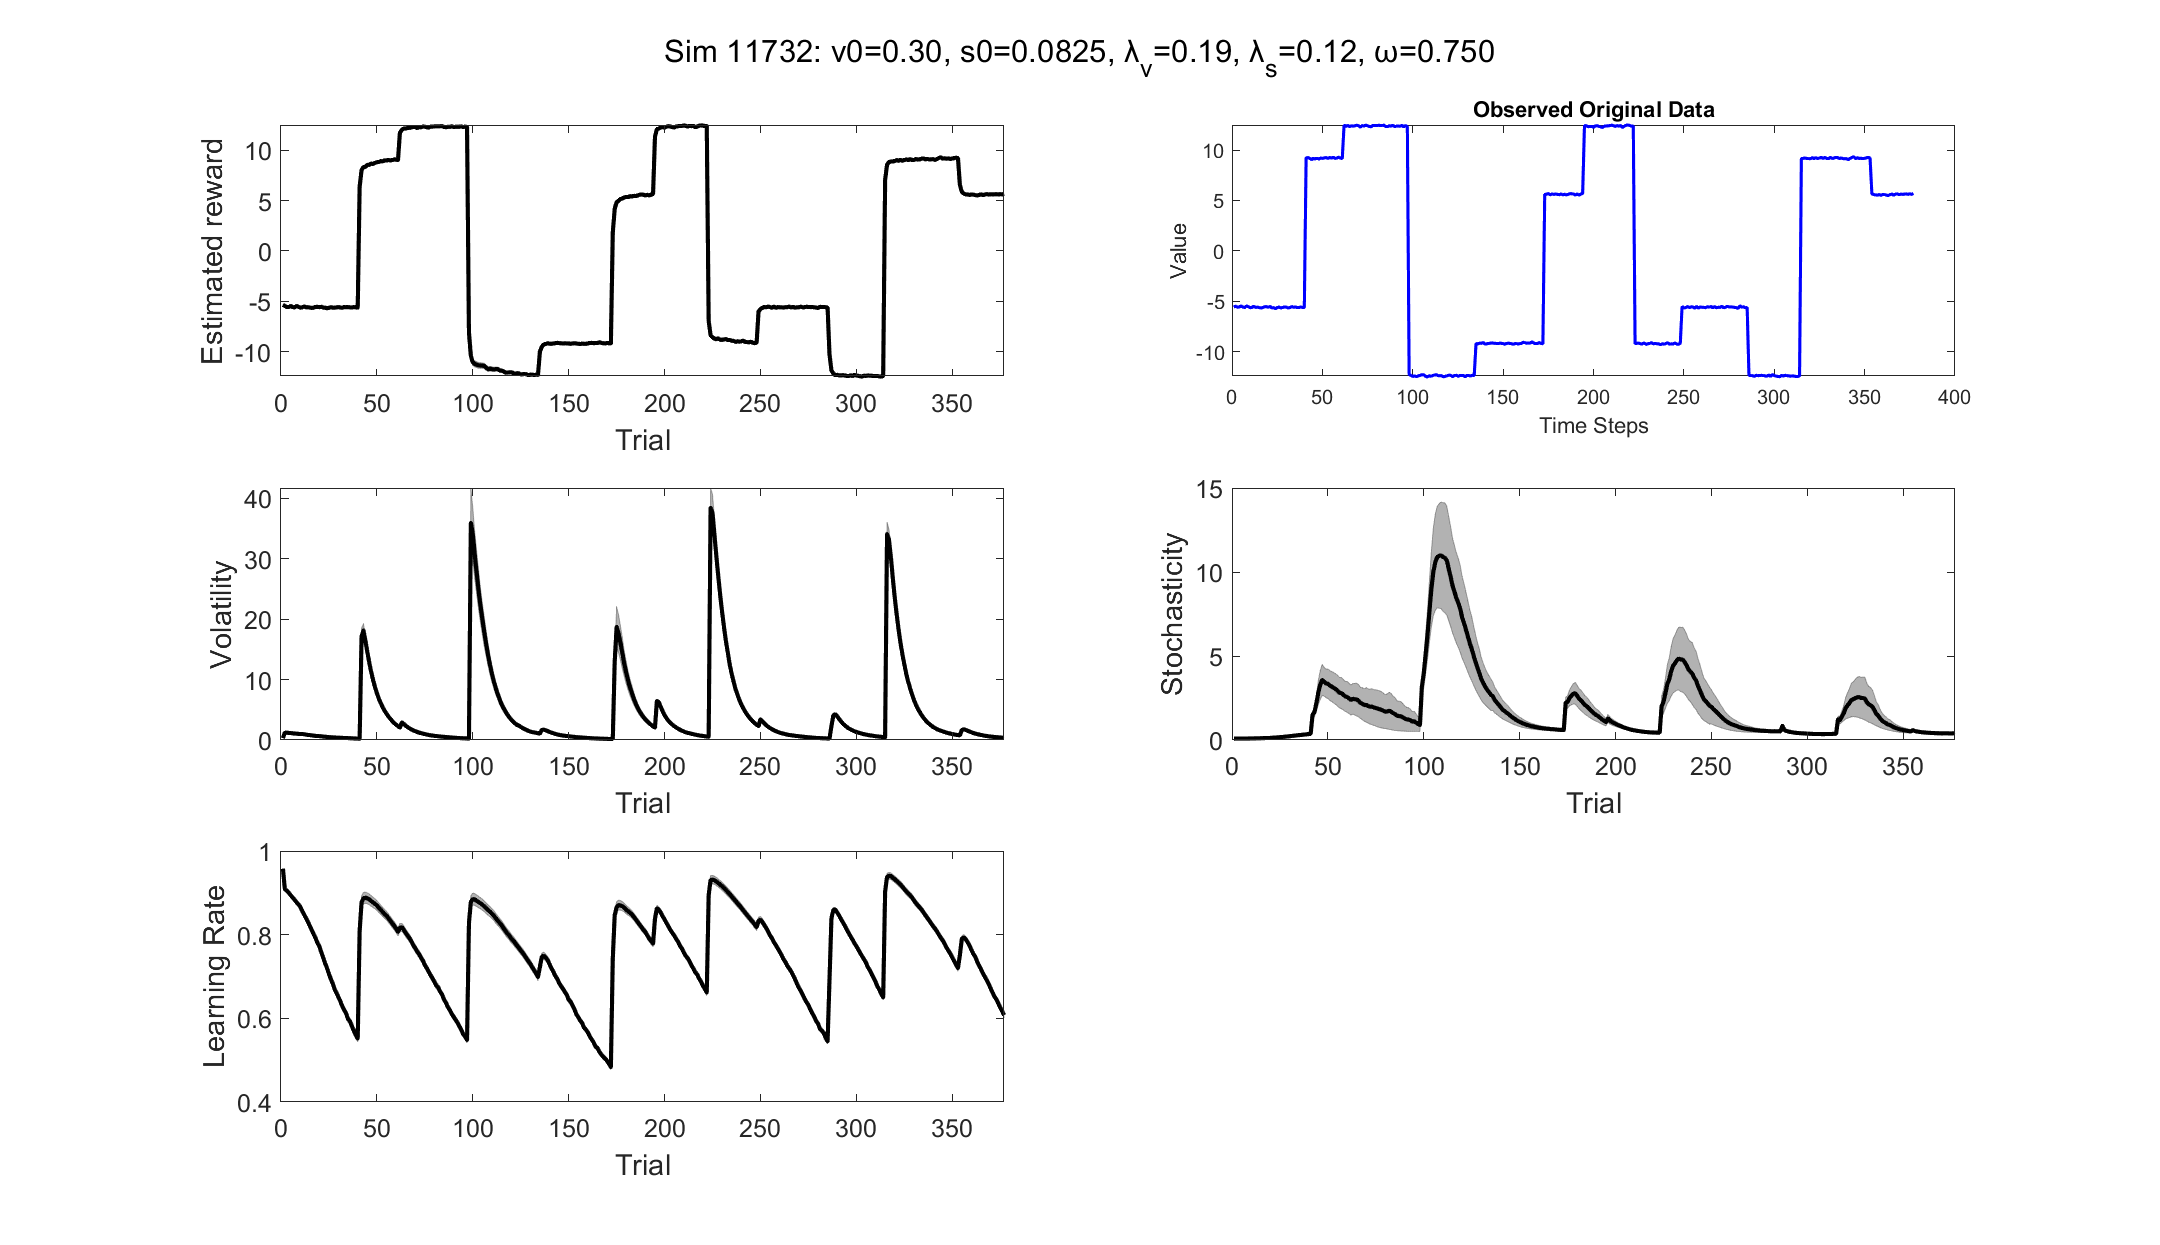 Sim 11732: v0=0.30, s0=0.0825, λ_v=0.19, λ_s=0.12, ω=0.750
Estimated reward
10
5
0
-5
-10
0 50 100 150 200 250 300 350
Trial
Observed Original Data
Value
10
5
0
-5
-10
0 50 100 150 200 250 300 350 400
Time Steps
Volatility
40
30
20
10
0
0 50 100 150 200 250 300 350
Trial
Stochasticity
15
10
5
0
0 50 100 150 200 250 300 350
Trial
Learning Rate
1
0.8
0.6
0.4
0 50 100 150 200 250 300 350
Trial